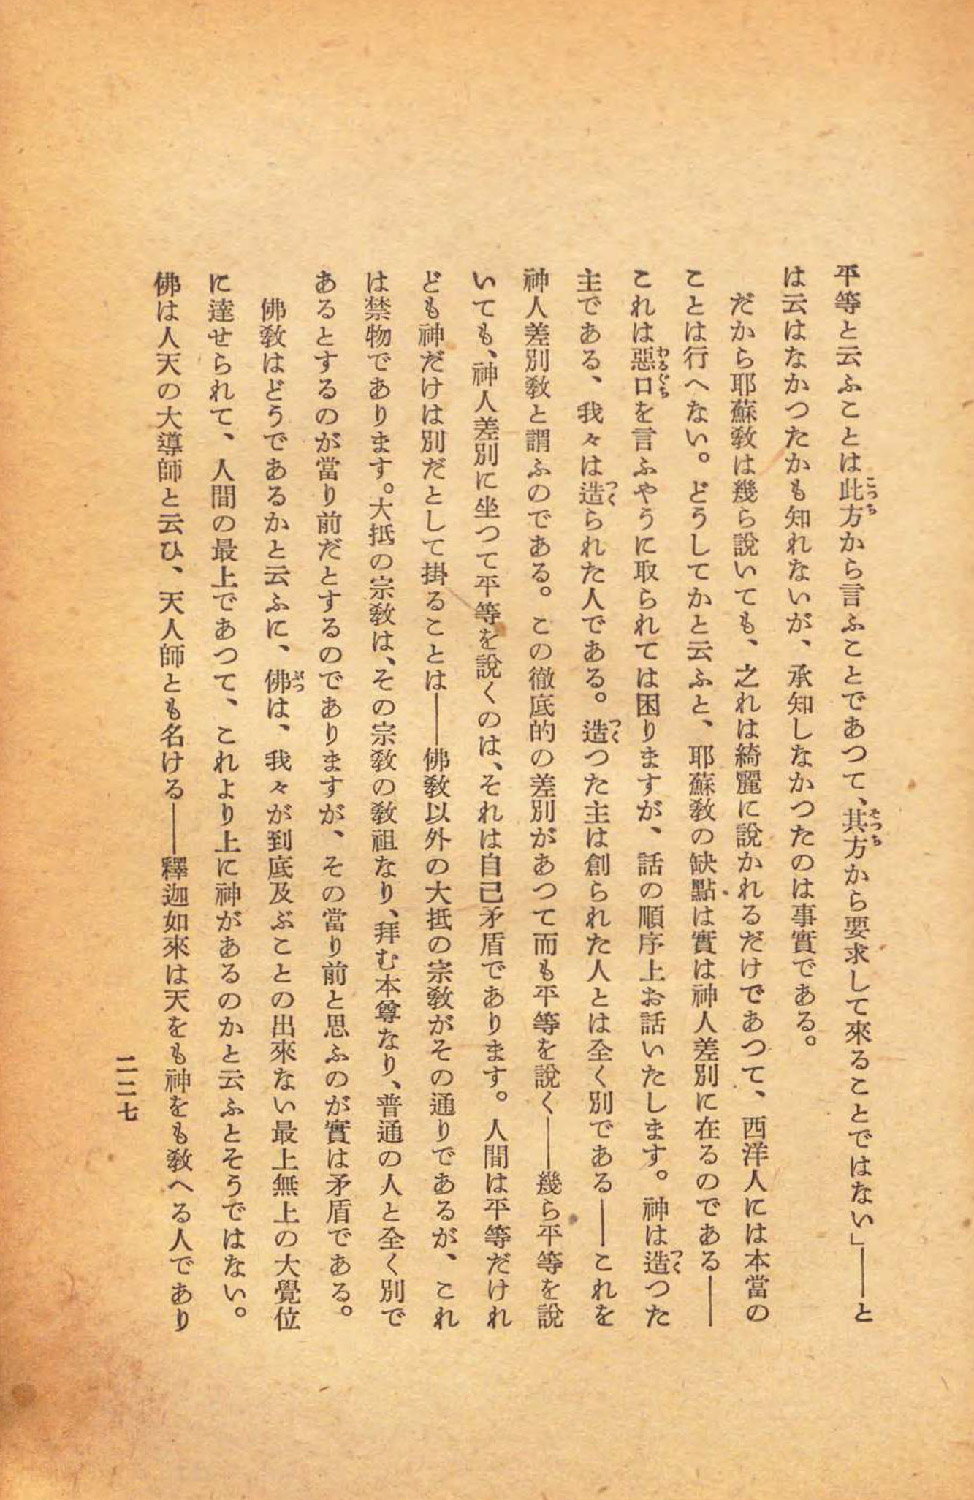 平等と云ふことは此方から言ふことであつて、其方から要求して來ることではない」――と
は云はなかつたかも知れないが、承知しなかつたのは事實である。
だから耶蘇敎は幾ら說いても、之れは綺麗に說かれるだけであつて、西洋人には本當の
ことは行へない。どうしてかと云ふと、耶蘇敎の缺點は實は神人差別に在るのである――
これは惡口を言ふやうに取られては困りますが、話の順序上お話いたします。神は造つた
主である、我々は造られた人である。造つた主は創られた人とは全く別である――これを
神人差別敎と謂ふのである。この徹底的の差別があつて而も平等を說く――幾ら平等を說
いても、神人差別に坐つて平等を說くのは、それは自己矛盾であります。人間は平等だけれ
ども神だけは別だとして掛ることは――佛敎以外の大抵の宗敎がその通りであるが、これ
は禁物であります。大抵の宗敎は、その宗敎の敎祖なり、拜む本尊なり、普通の人と全く別で
あるとするのが當り前だとするのでありますが、その當り前と思ふのが實は矛盾である。
佛敎はどうであるかと云ふに、佛は、我々が到底及ぶことの出來ない最上無上の大覺位
に達せられて、人間の最上であつて、これより上に神があるのかと云ふとそうではない。
佛は人天の大導師と云ひ、天人師とも名ける――釋迦如來は天をも神をも敎へる人であり
二二七